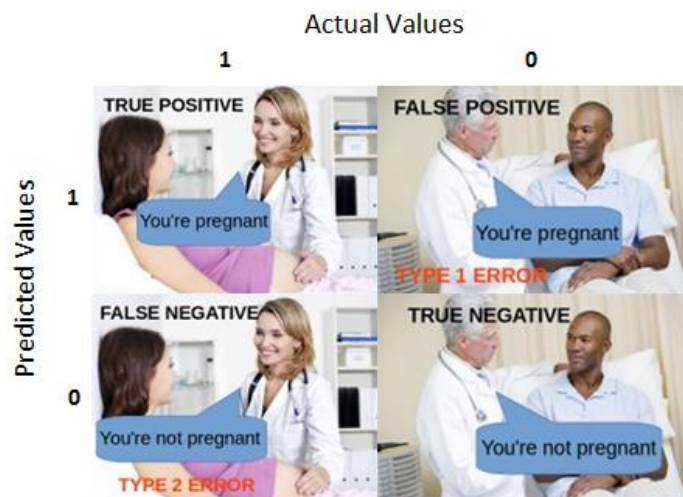 Actual Values
1 0
TRUE POSITIVE FALSE POSITIVE
Predicted Values
1
You're pregnant You're pregnant
TYPE 1 ERROR
FALSE NEGATIVE TRUE NEGATIVE
0
You're not pregnant You're not pregnant
TYPE 2 ERROR